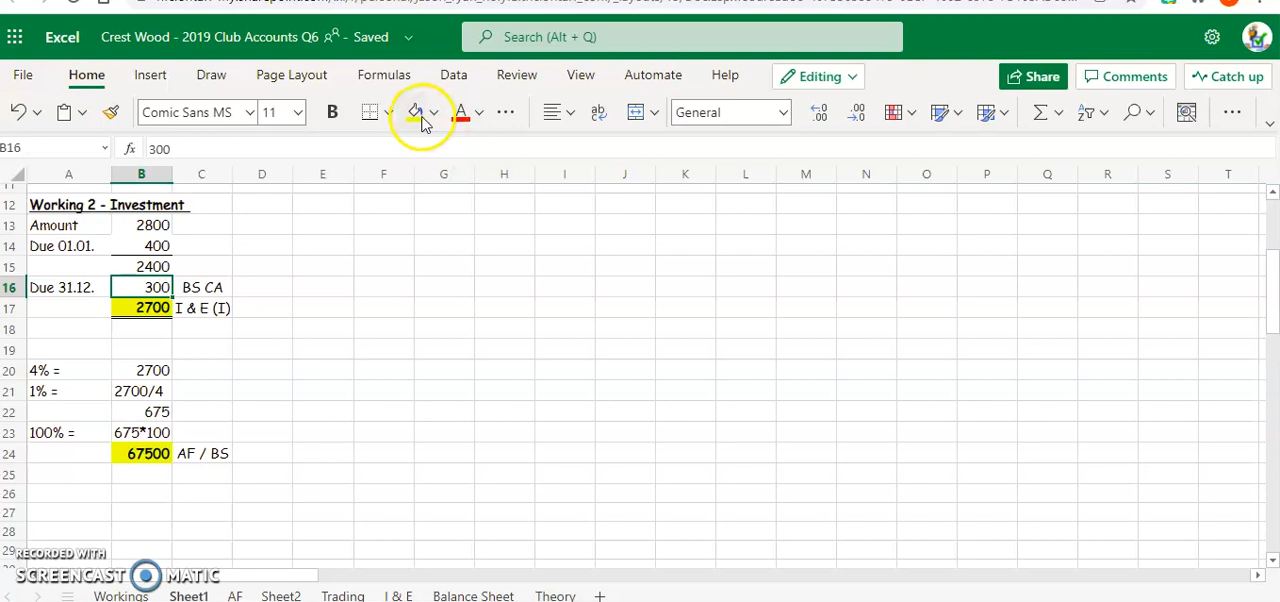 Excel Crest Wood - 2019 Club Accounts Q6 - Saved Search (Alt + Q)
File Home Insert Draw Page Layout Formulas Data Review View Automate Help Editing Share Comments Catch up
Comic Sans MS 11 B A General
B16 fx 300
A B C D E F G H I J K L M N O P Q R S T
11
12 Working 2 - Investment
13 Amount 2800
14 Due 01.01. 400
15 2400
16 Due 31.12. 300 BS CA
17 2700 I & E (I)
18
19
20 4% = 2700
21 1% = 2700/4
22 675
23 100% = 675*100
24 67500 AF / BS
25
26
27
28
29
RECORDED WITH
SCREENCAST MATIC
Workings Sheet1 AF Sheet2 Trading I & E Balance Sheet Theory +